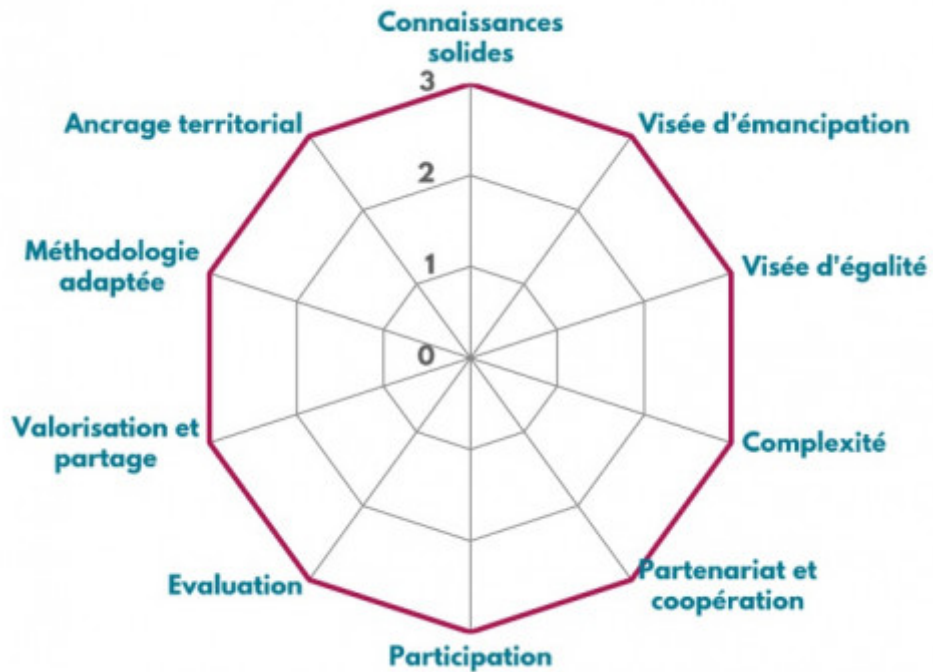 Connaissances
solides
3
Ancrage territorial
Visée d'émancipation
2
Méthodologie
adaptée
1
Visée d'égalité
0
Valorisation et
partage
Complexité
Evaluation
Partenariat et
coopération
Participation